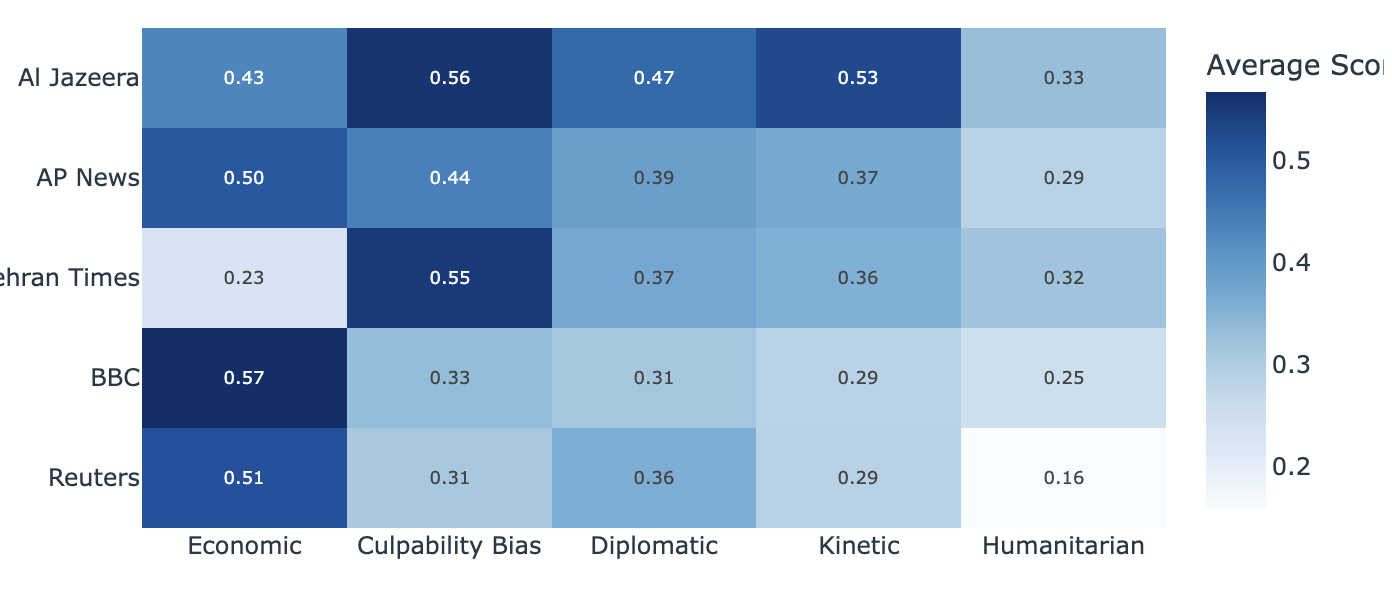 Average Scor
Al Jazeera 0.43 0.56 0.47 0.53 0.33
AP News 0.50 0.44 0.39 0.37 0.29
ehran Times 0.23 0.55 0.37 0.36 0.32
BBC 0.57 0.33 0.31 0.29 0.25
Reuters 0.51 0.31 0.36 0.29 0.16
Economic Culpability Bias Diplomatic Kinetic Humanitarian
0.5
0.4
0.3
0.2